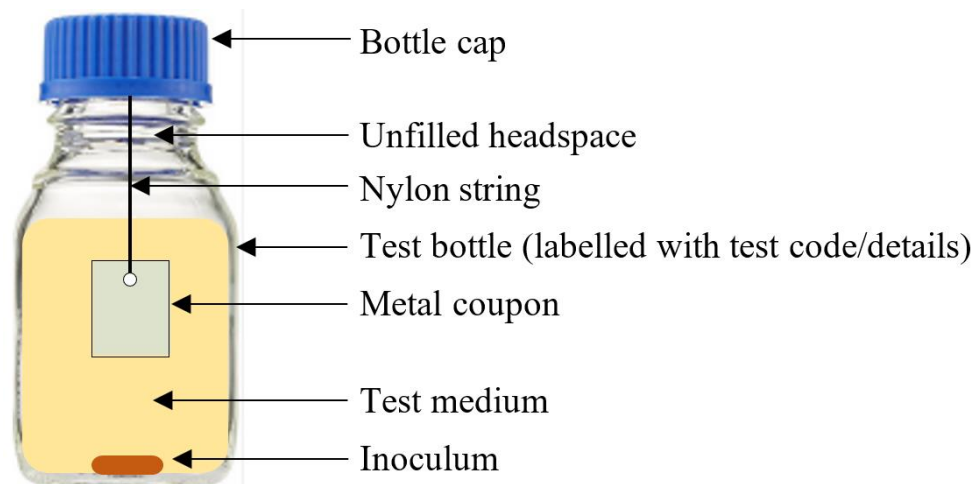 Bottle cap
Unfilled headspace
Nylon string
Test bottle (labelled with test code/details)
Metal coupon
Test medium
Inoculum